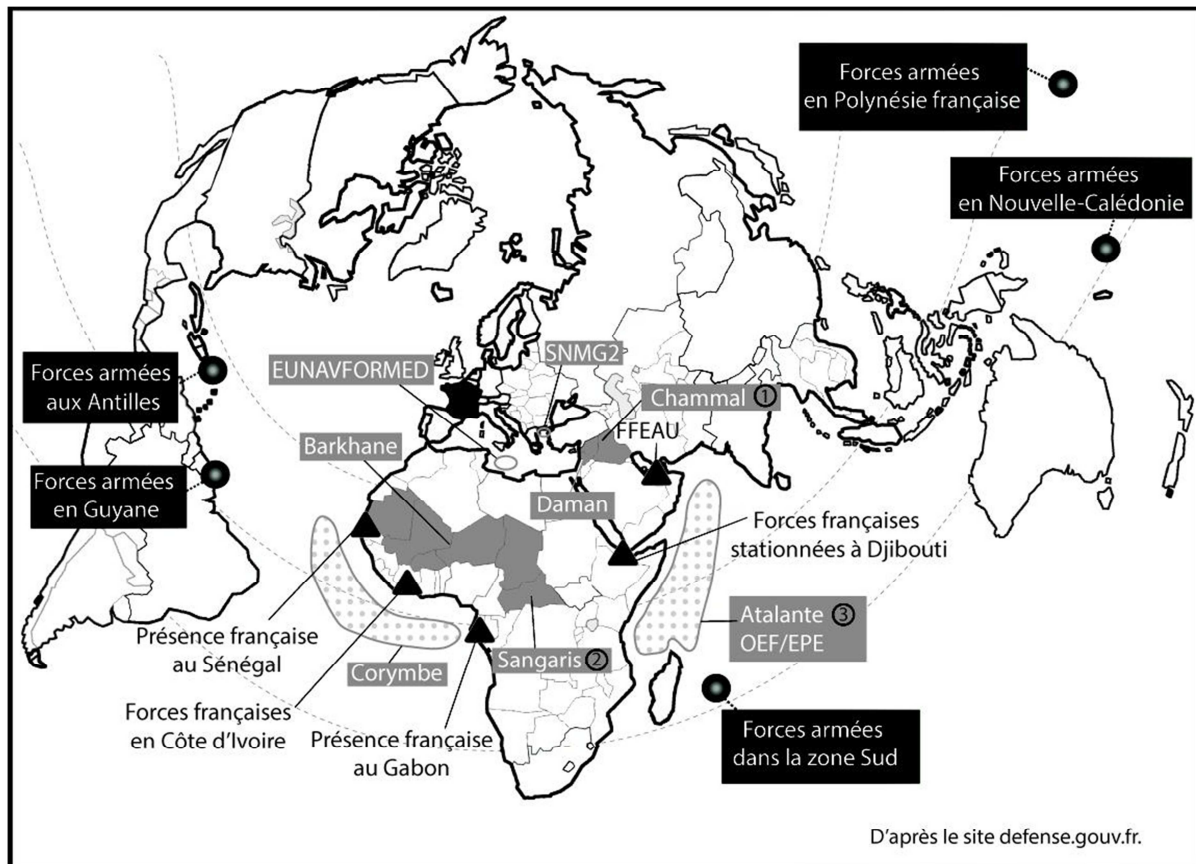 Forces armées
en Polynésie française
Forces armées
en Nouvelle-Calédonie
SNMG2
EUNAVFORMED
Forces armées
aux Antilles
Chammal ①
FFEAU
Barkhane
Forces armées
en Guyane
Daman
Forces françaises
stationnées à Djibouti
Présence française
au Sénégal
Corymbe
Sangaris ②
Atalante ③
OEF/EPE
Forces françaises
en Côte d'Ivoire
Présence française
au Gabon
Forces armées
dans la zone Sud
D'après le site defense.gouv.fr.